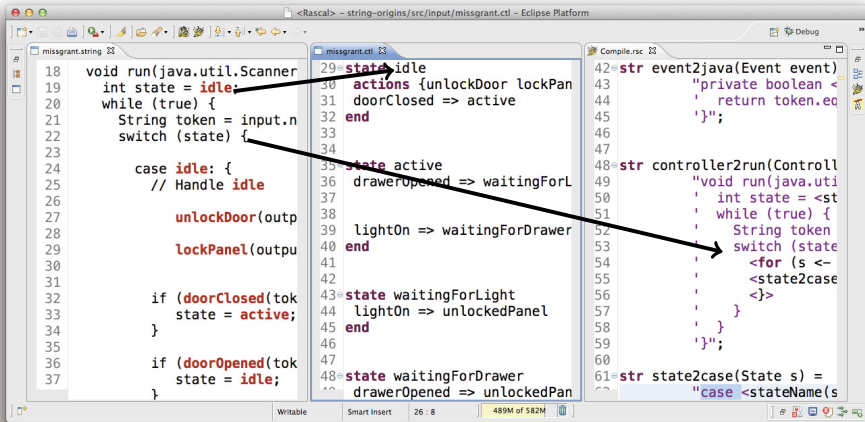 <Rascal> - string-origins/src/input/missgrant.ctl - Eclipse Platform
Debug
missgrant.string
18 void run(java.util.Scanner
19 int state = idle;
20 while (true) {
21 String token = input.n
22 switch (state) {
23
24 case idle: {
25 // Handle idle
26
27 unlockDoor(outp
28
29 lockPanel(outpu
30
31
32 if (doorClosed(tok
33 state = active;
34 }
35
36 if (doorOpened(tok
37 state = idle;
}
missgrant.ctl
29 state idle
30 actions {unlockDoor lockPan
31 doorClosed => active
32 end
33
34
35 state active
36 drawerOpened => waitingForL
37
38
39 lightOn => waitingForDrawer
40 end
41
42
43 state waitingForLight
44 lightOn => unlockedPanel
45 end
46
47
48 state waitingForDrawer
drawerOpened => unlockedPan
Compile.rsc
42 str event2java(Event event)
43 "private boolean <
44 ' return token.eq
45 '}";
46
47
48 str controller2run(Controll
49 "void run(java.uti
50 ' int state = <st
51 ' while (true) {
52 ' String token
53 ' switch (state
54 ' <for (s <-
55 ' <state2case
56 ' <}>
57 ' }
58 ' }
59 '}";
60
61 str state2case(State s) =
"case <stateName(s
Writable
Smart Insert
26 : 8
489M of 582M